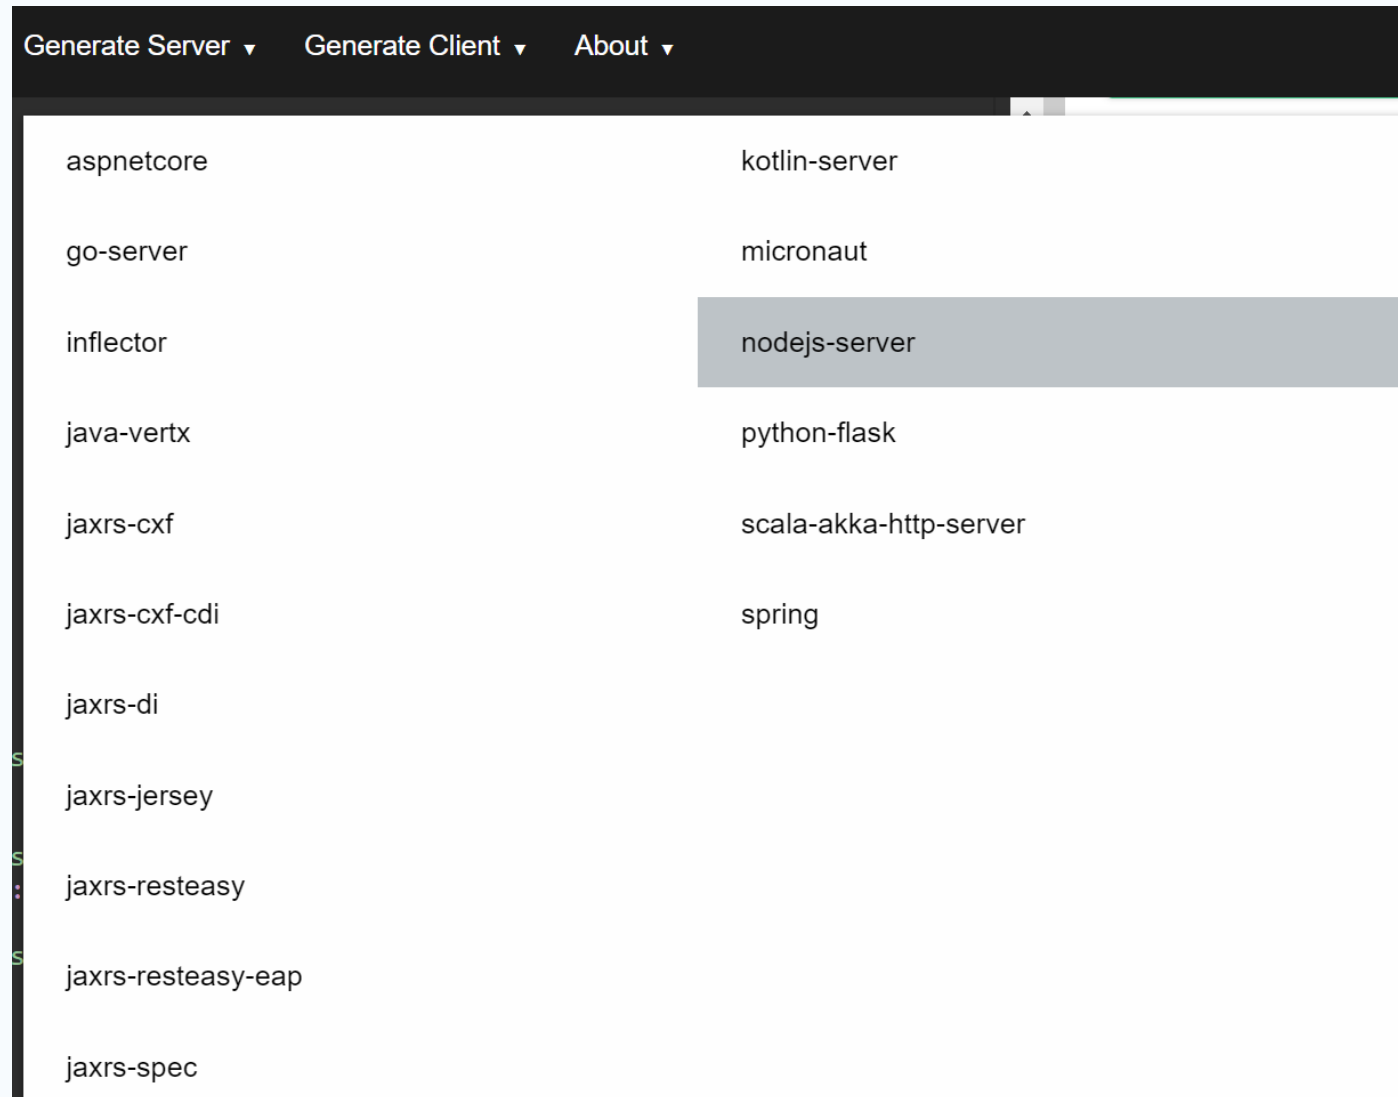 Generate Server ▼ Generate Client ▼ About ▼
aspnetcore
go-server
inflector
java-vertx
jaxrs-cxf
jaxrs-cxf-cdi
jaxrs-di
jaxrs-jersey
jaxrs-resteasy
jaxrs-resteasy-eap
jaxrs-spec
kotlin-server
micronaut
nodejs-server
python-flask
scala-akka-http-server
spring
s
s
:
s